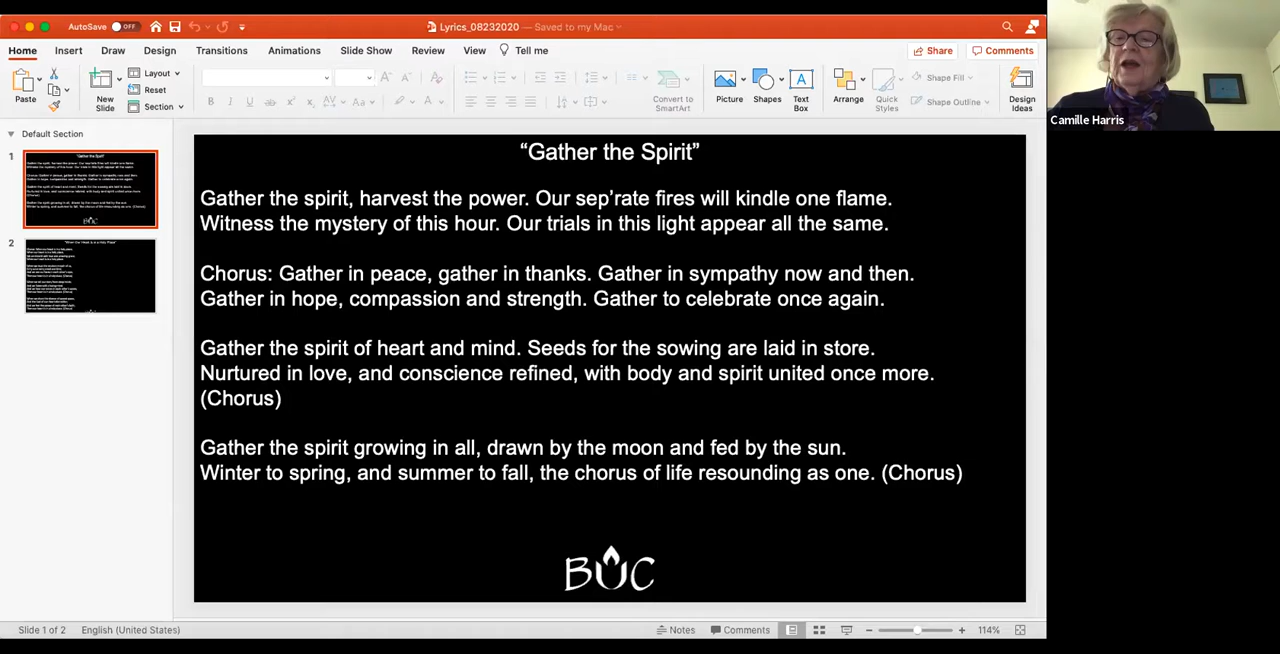 AutoSave OFF
Lyrics_08232020 — Saved to my Mac
Home Insert Draw Design Transitions Animations Slide Show Review View Tell me Share Comments
Paste New Slide Layout Reset Section Convert to SmartArt Picture Shapes Text Box Arrange Quick Styles Shape Fill Shape Outline Design Ideas
Camille Harris
Default Section
1
2
“Gather the Spirit”
Gather the spirit, harvest the power. Our sep’rate fires will kindle one flame.
Witness the mystery of this hour. Our trials in this light appear all the same.
Chorus: Gather in peace, gather in thanks. Gather in sympathy now and then.
Gather in hope, compassion and strength. Gather to celebrate once again.
Gather the spirit of heart and mind. Seeds for the sowing are laid in store.
Nurtured in love, and conscience refined, with body and spirit united once more.
(Chorus)
Gather the spirit growing in all, drawn by the moon and fed by the sun.
Winter to spring, and summer to fall, the chorus of life resounding as one. (Chorus)
BUC
Slide 1 of 2 English (United States) Notes Comments 114%